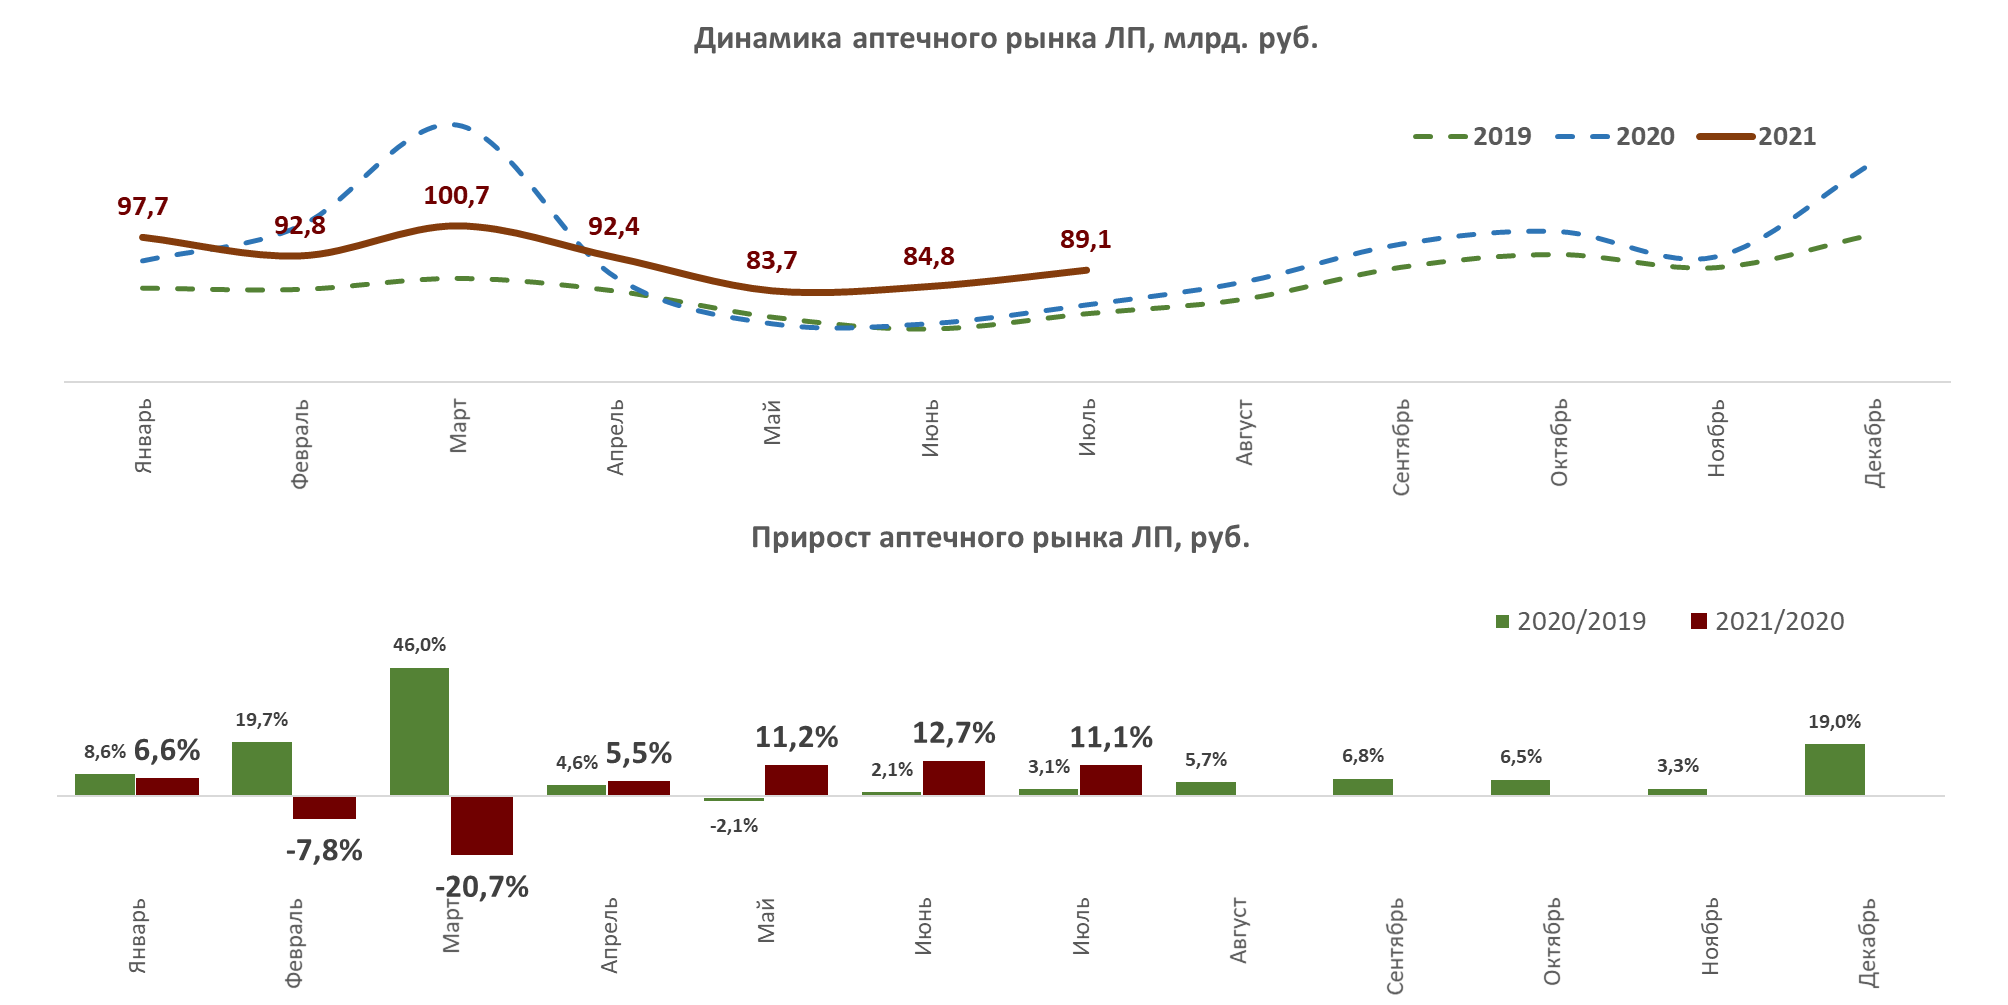 Динамика аптечного рынка ЛП, млрд. руб.
2019 2020 2021
97,7 92,8 100,7 92,4 83,7 84,8 89,1
Январь Февраль Март Апрель Май Июнь Июль Август Сентябрь Октябрь Ноябрь Декабрь
Прирост аптечного рынка ЛП, руб.
2020/2019 2021/2020
8,6% 19,7% 46,0% 4,6% -2,1% 2,1% 3,1% 5,7% 6,8% 6,5% 3,3% 19,0%
6,6% -7,8% -20,7% 5,5% 11,2% 12,7% 11,1%
Январь Февраль Март Апрель Май Июнь Июль Август Сентябрь Октябрь Ноябрь Декабрь